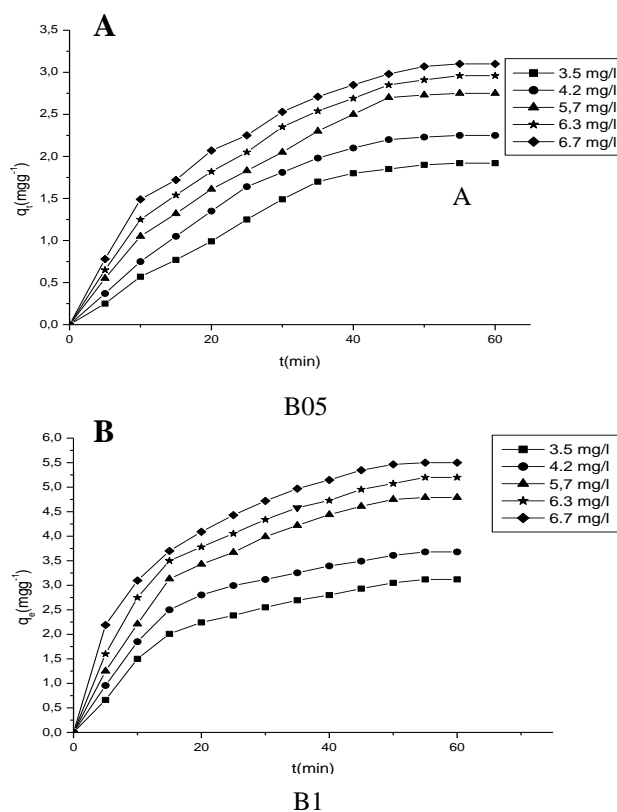 A
3,5
3,0
2,5
2,0
1,5
1,0
0,5
0,0
q_t(mgg⁻¹)
0 20 40 60
t(min)
3.5 mg/l
4.2 mg/l
5,7 mg/l
6.3 mg/l
6.7 mg/l
A
B05
B
6,0
5,5
5,0
4,5
4,0
3,5
3,0
2,5
2,0
1,5
1,0
0,5
0,0
q_e(mgg⁻¹)
0 20 40 60
t(min)
3.5 mg/l
4.2 mg/l
5,7 mg/l
6.3 mg/l
6.7 mg/l
B1